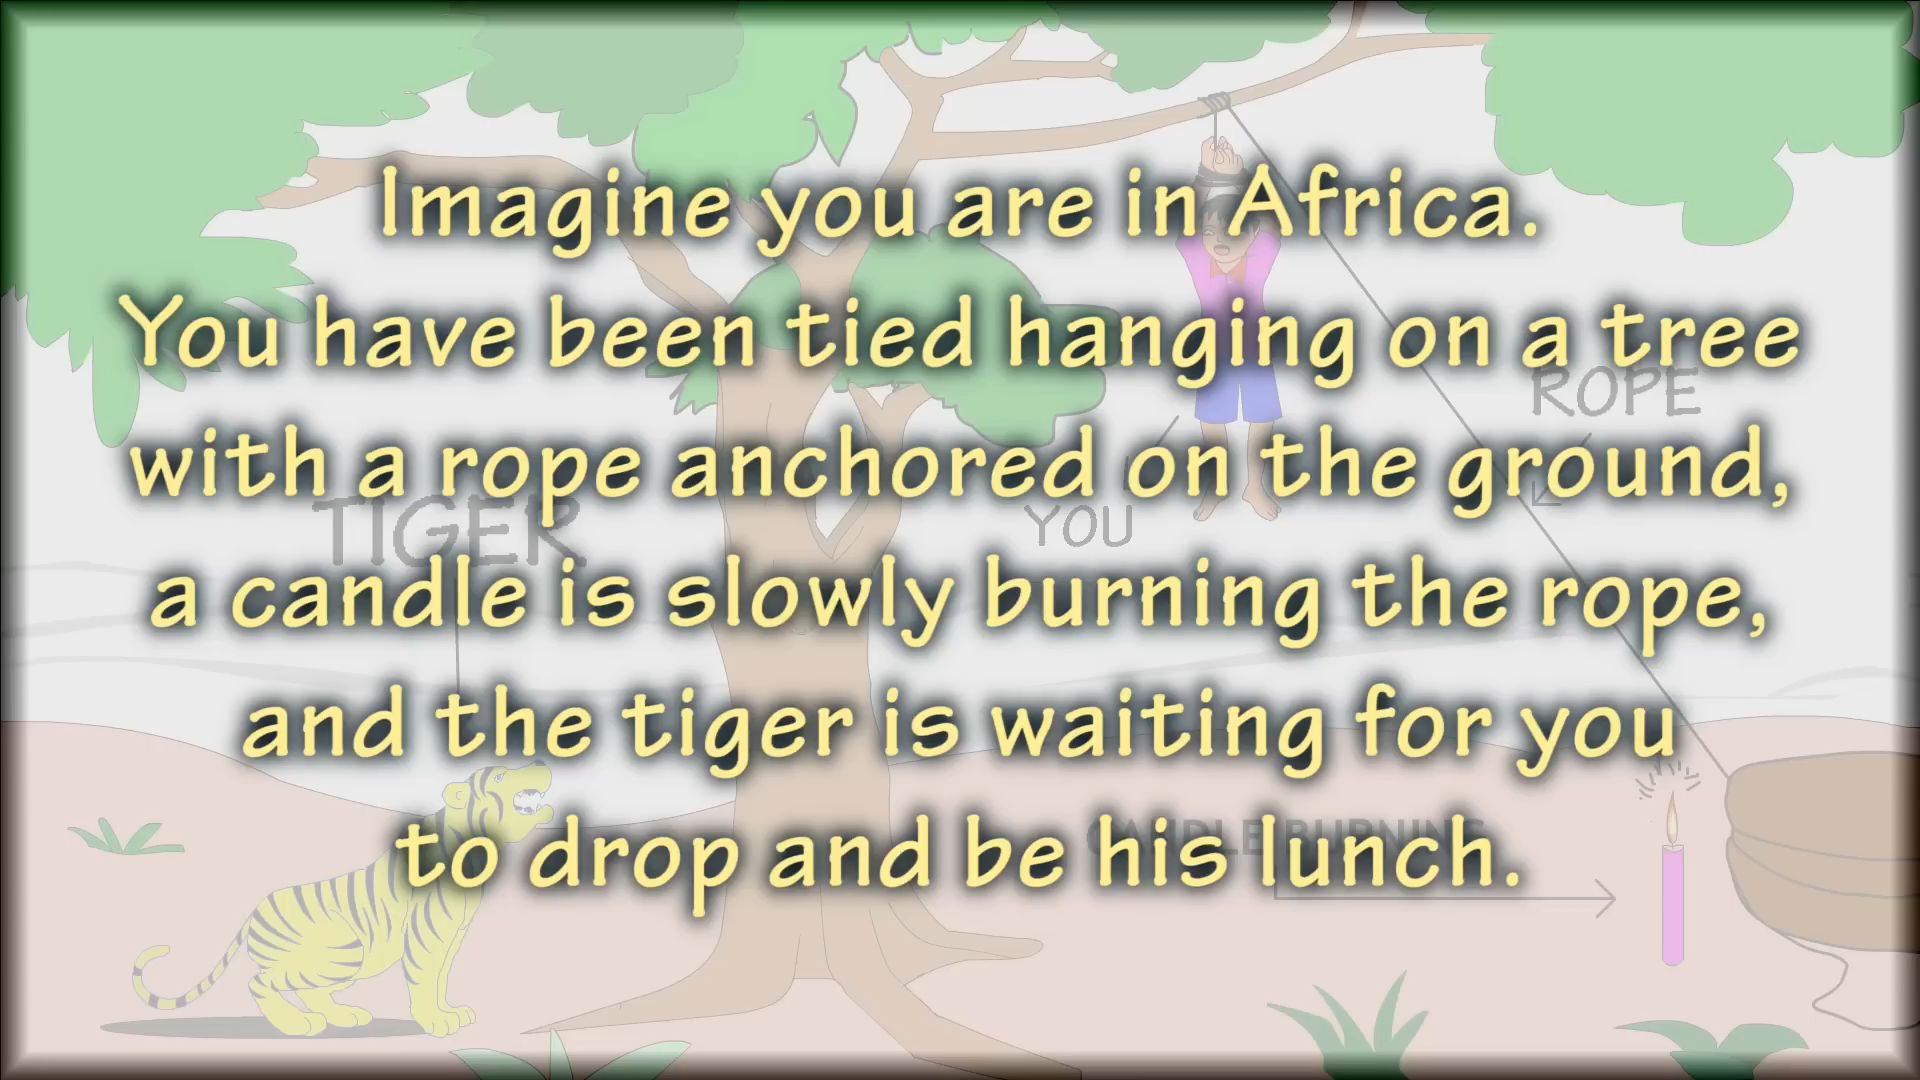 Imagine you are in Africa.
You have been tied hanging on a tree
ROPE
with a rope anchored on the ground,
TIGER
YOU
a candle is slowly burning the rope,
and the tiger is waiting for you
to drop and be his lunch.
CANDLE BURNING